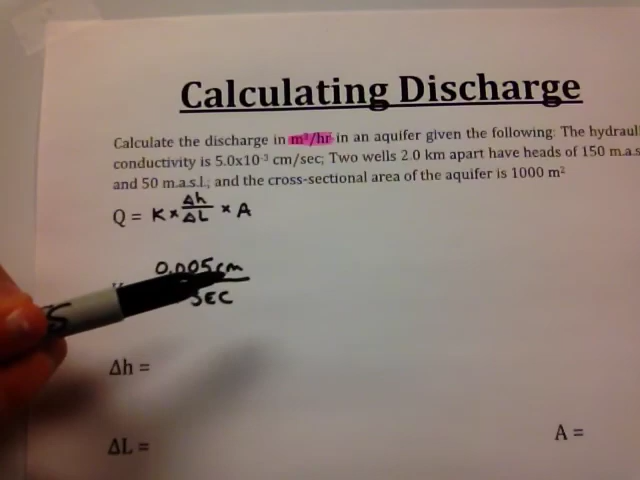 Calculating Discharge
Calculate the discharge in m³/hr in an aquifer given the following: The
conductivity is 5.0x10⁻³ cm/sec; Two wells 2.0 km apart have heads of 150
and 50 m.a.s.l.; and the cross-sectional area of the aquifer is 1000 m²
Q = K × Δh/ΔL × A
0.005cm
SEC
Δh =
ΔL =
A =